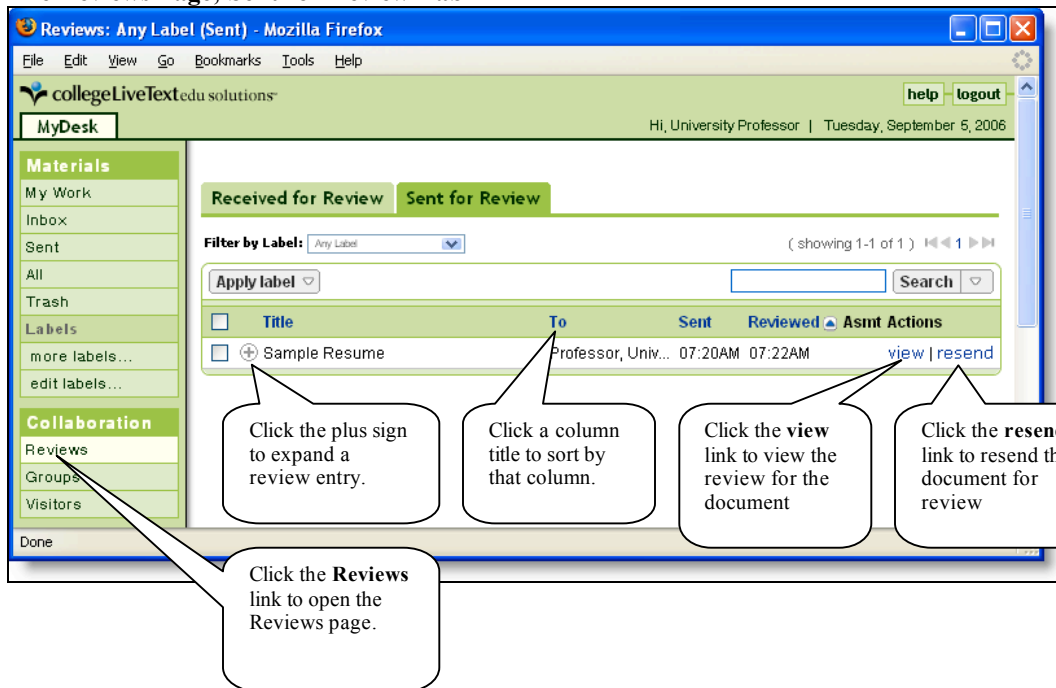 Reviews: Any Label (Sent) - Mozilla Firefox
File Edit View Go Bookmarks Tools Help
collegeLiveText edu solutions
help logout
MyDesk
Hi, University Professor | Tuesday, September 5, 2006
Materials
My Work
Inbox
Sent
All
Trash
Labels
more labels...
edit labels...
Collaboration
Reviews
Groups
Visitors
Received for Review Sent for Review
Filter by Label: Any Label
( showing 1-1 of 1 ) 1
Apply label
Search
Title To Sent Reviewed Asmt Actions
Sample Resume Professor, Univ... 07:20AM 07:22AM view | resend
Click the plus sign
to expand a
review entry.
Click a column
title to sort by
that column.
Click the view
link to view the
review for the
document
Click the resen
link to resend th
document for
review
Done
Click the Reviews
link to open the
Reviews page.